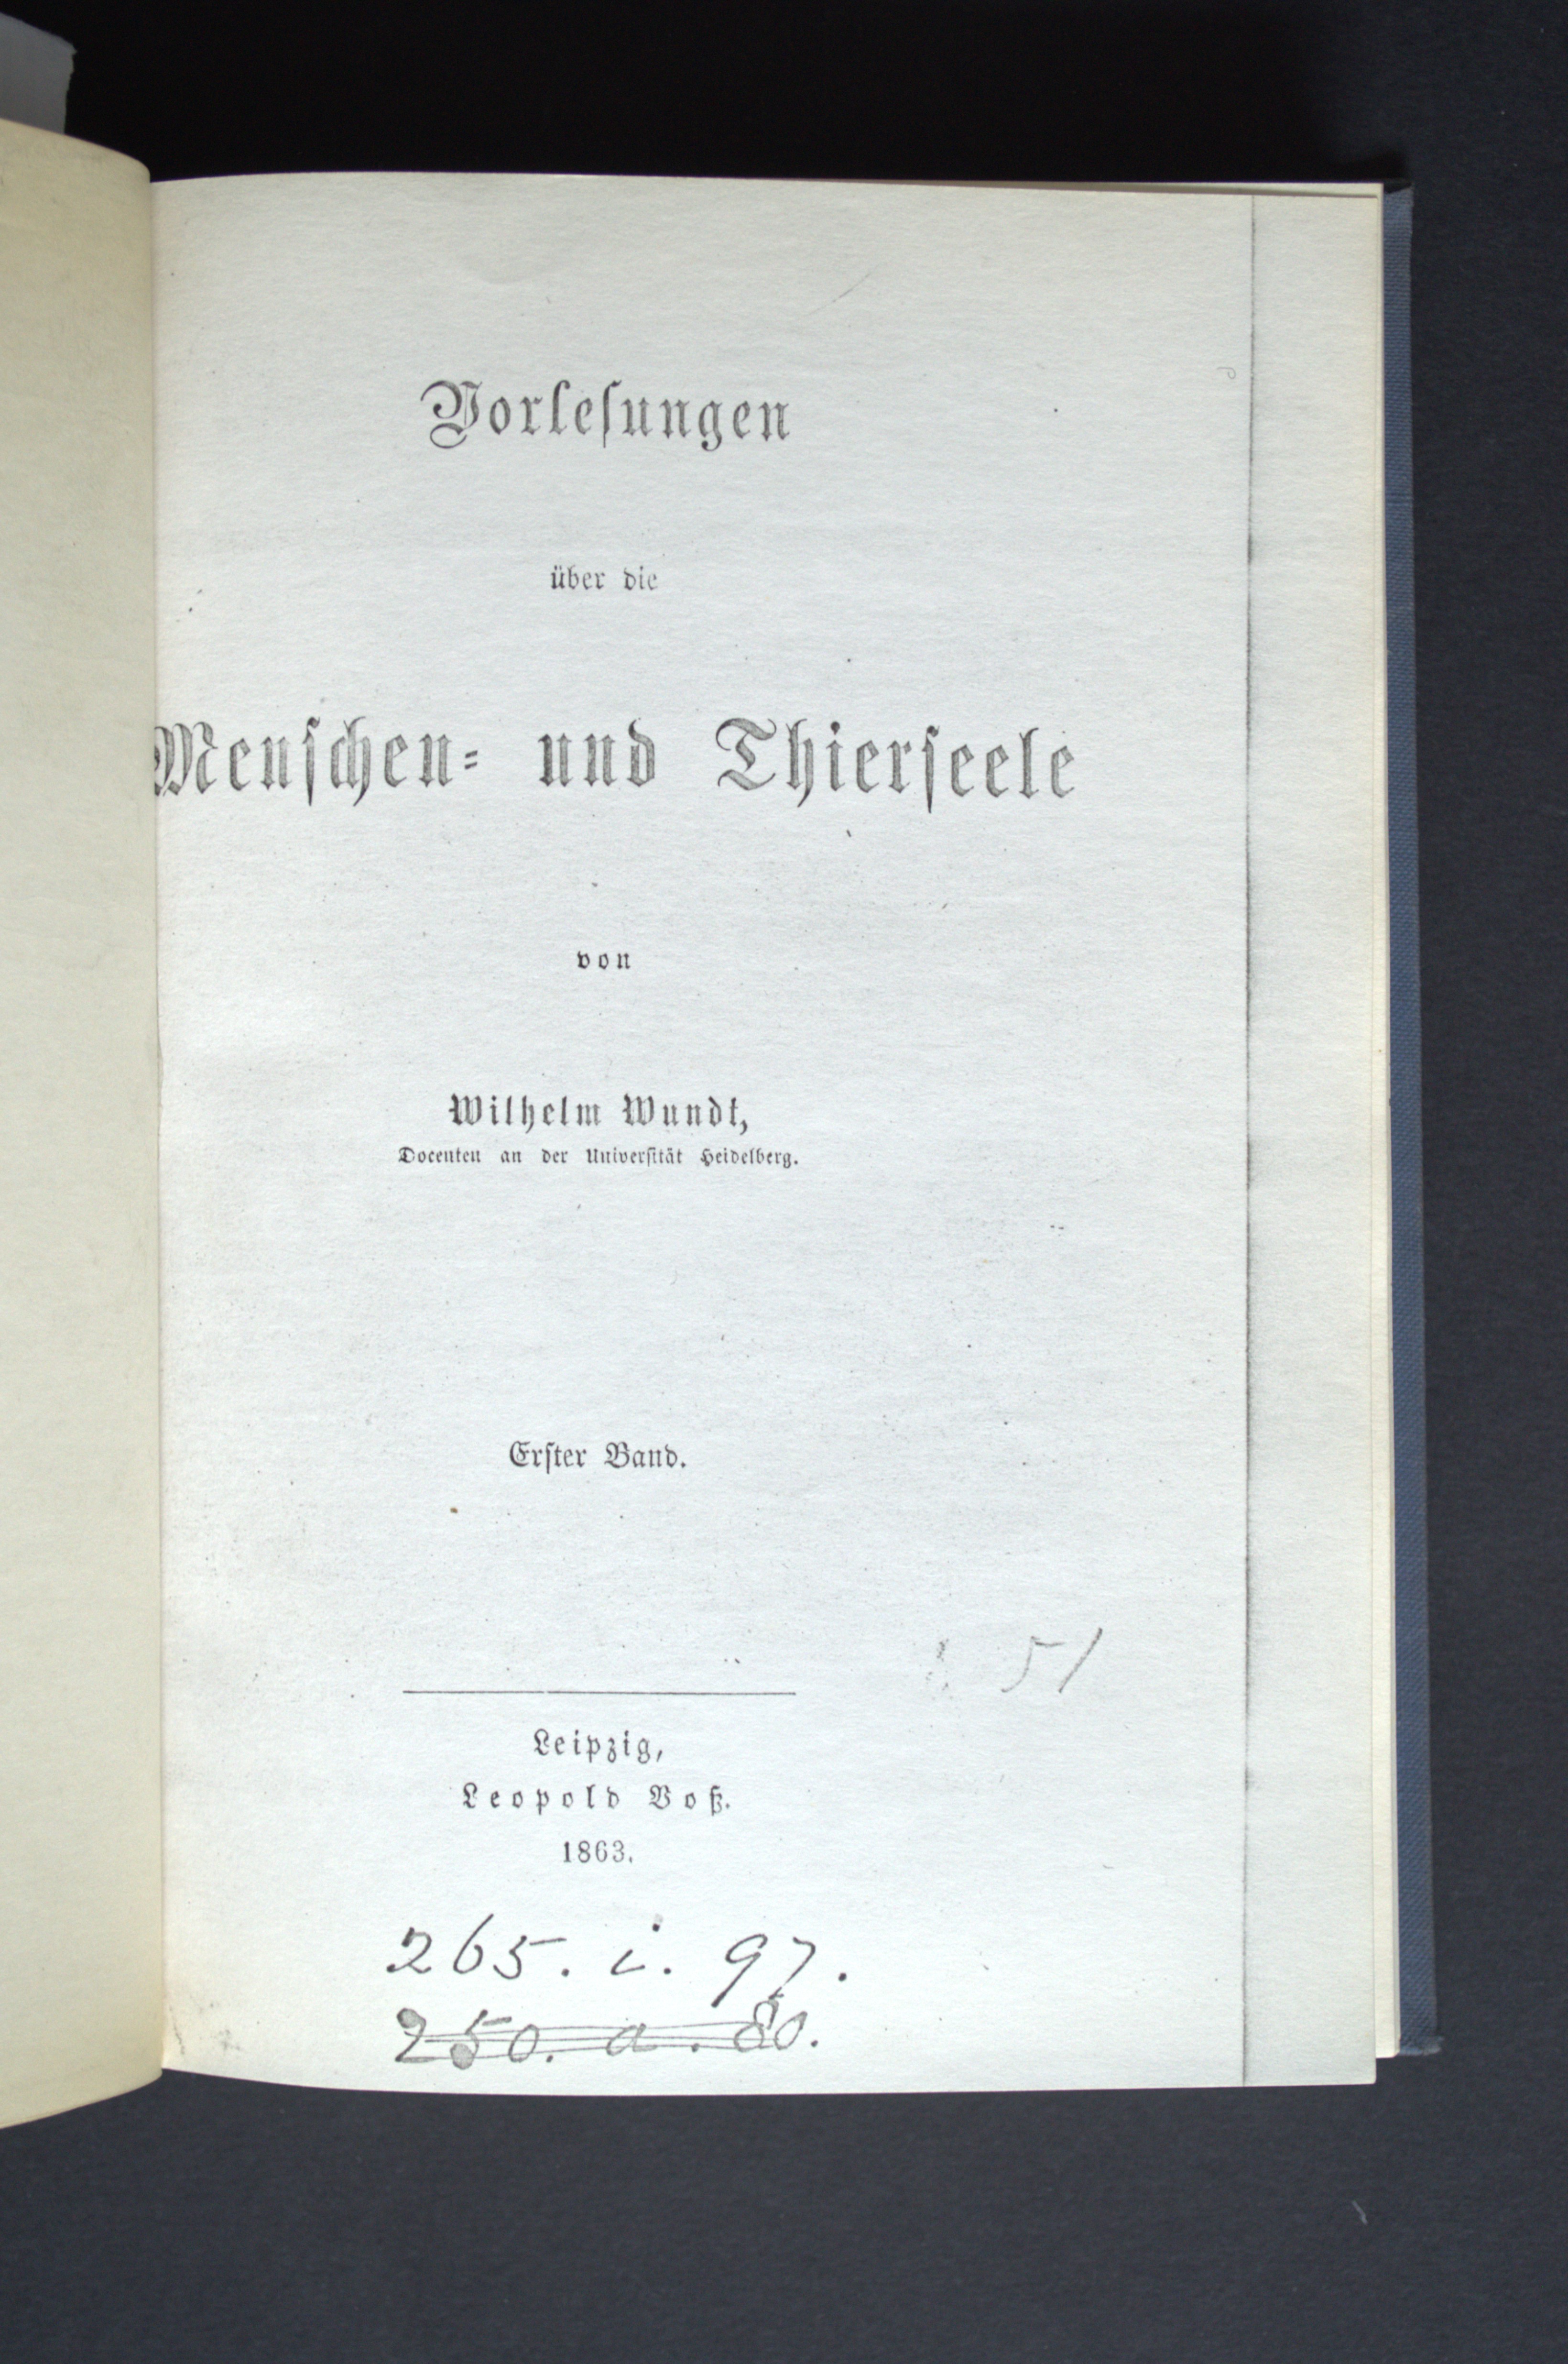 Vorlesungen
über die
Menschen- und Thierseele
von
Wilhelm Wundt,
Docenten an der Universität Heidelberg.
Erster Band.
51
Leipzig,
Leopold Voß.
1863.
265. i. 97.
250. a. 80.